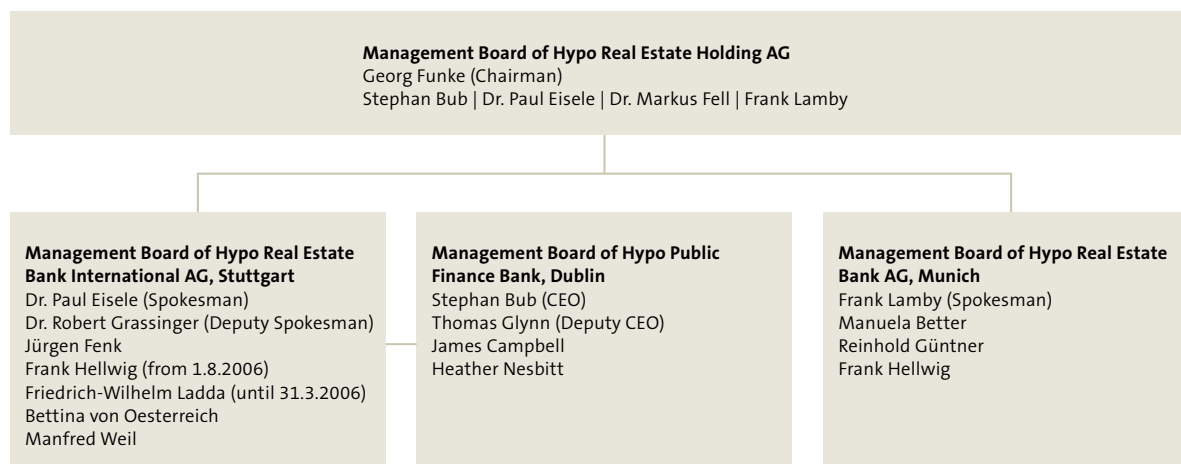 Management Board of Hypo Real Estate Holding AG
Georg Funke (Chairman)
Stephan Bub | Dr. Paul Eisele | Dr. Markus Fell | Frank Lamby
Management Board of Hypo Real Estate
Bank International AG, Stuttgart
Dr. Paul Eisele (Spokesman)
Dr. Robert Grassinger (Deputy Spokesman)
Jürgen Fenk
Frank Hellwig (from 1.8.2006)
Friedrich-Wilhelm Ladda (until 31.3.2006)
Bettina von Oesterreich
Manfred Weil
Management Board of Hypo Public
Finance Bank, Dublin
Stephan Bub (CEO)
Thomas Glynn (Deputy CEO)
James Campbell
Heather Nesbitt
Management Board of Hypo Real Estate
Bank AG, Munich
Frank Lamby (Spokesman)
Manuela Better
Reinhold Güntner
Frank Hellwig